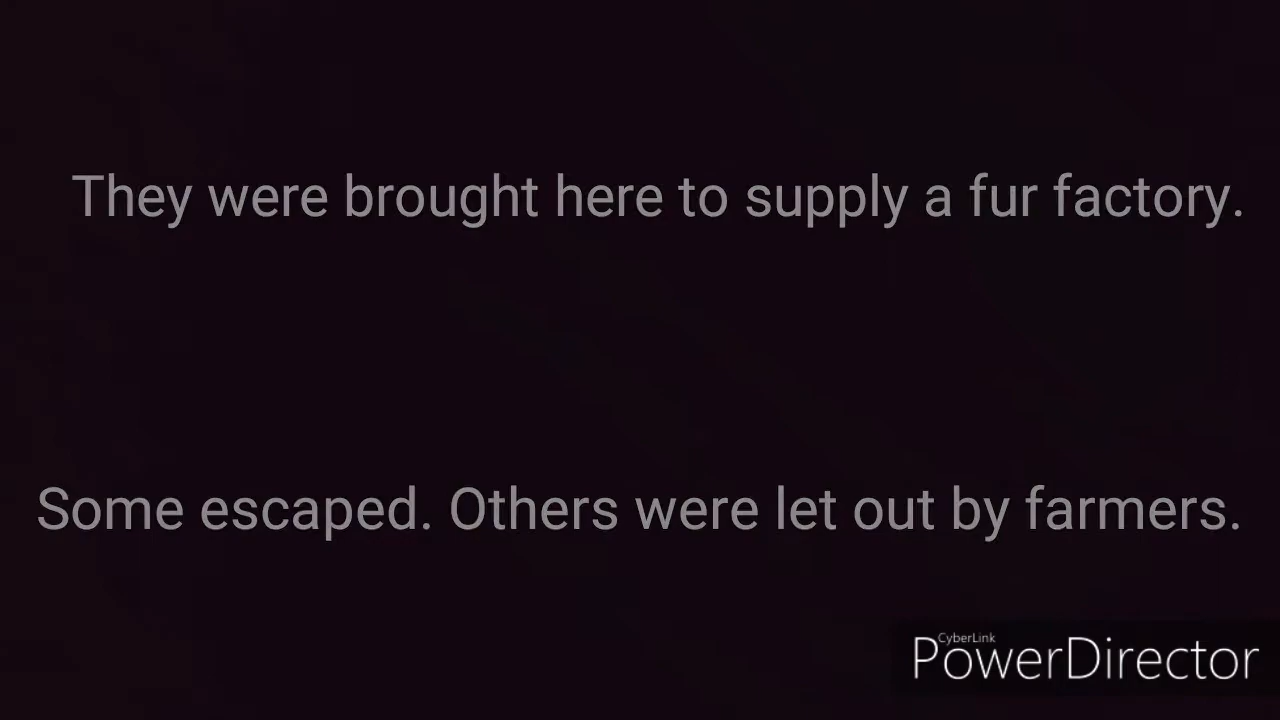 They were brought here to supply a fur factory.
Some escaped. Others were let out by farmers.
CyberLink
PowerDirector